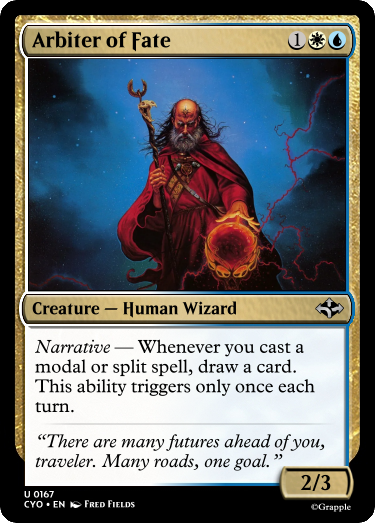 Arbiter of Fate 1
Creature — Human Wizard
Narrative — Whenever you cast a
modal or split spell, draw a card.
This ability triggers only once each
turn.
“There are many futures ahead of you,
traveler. Many roads, one goal.”
2/3
U 0167
CYO • EN Fred Fields
©Grapple